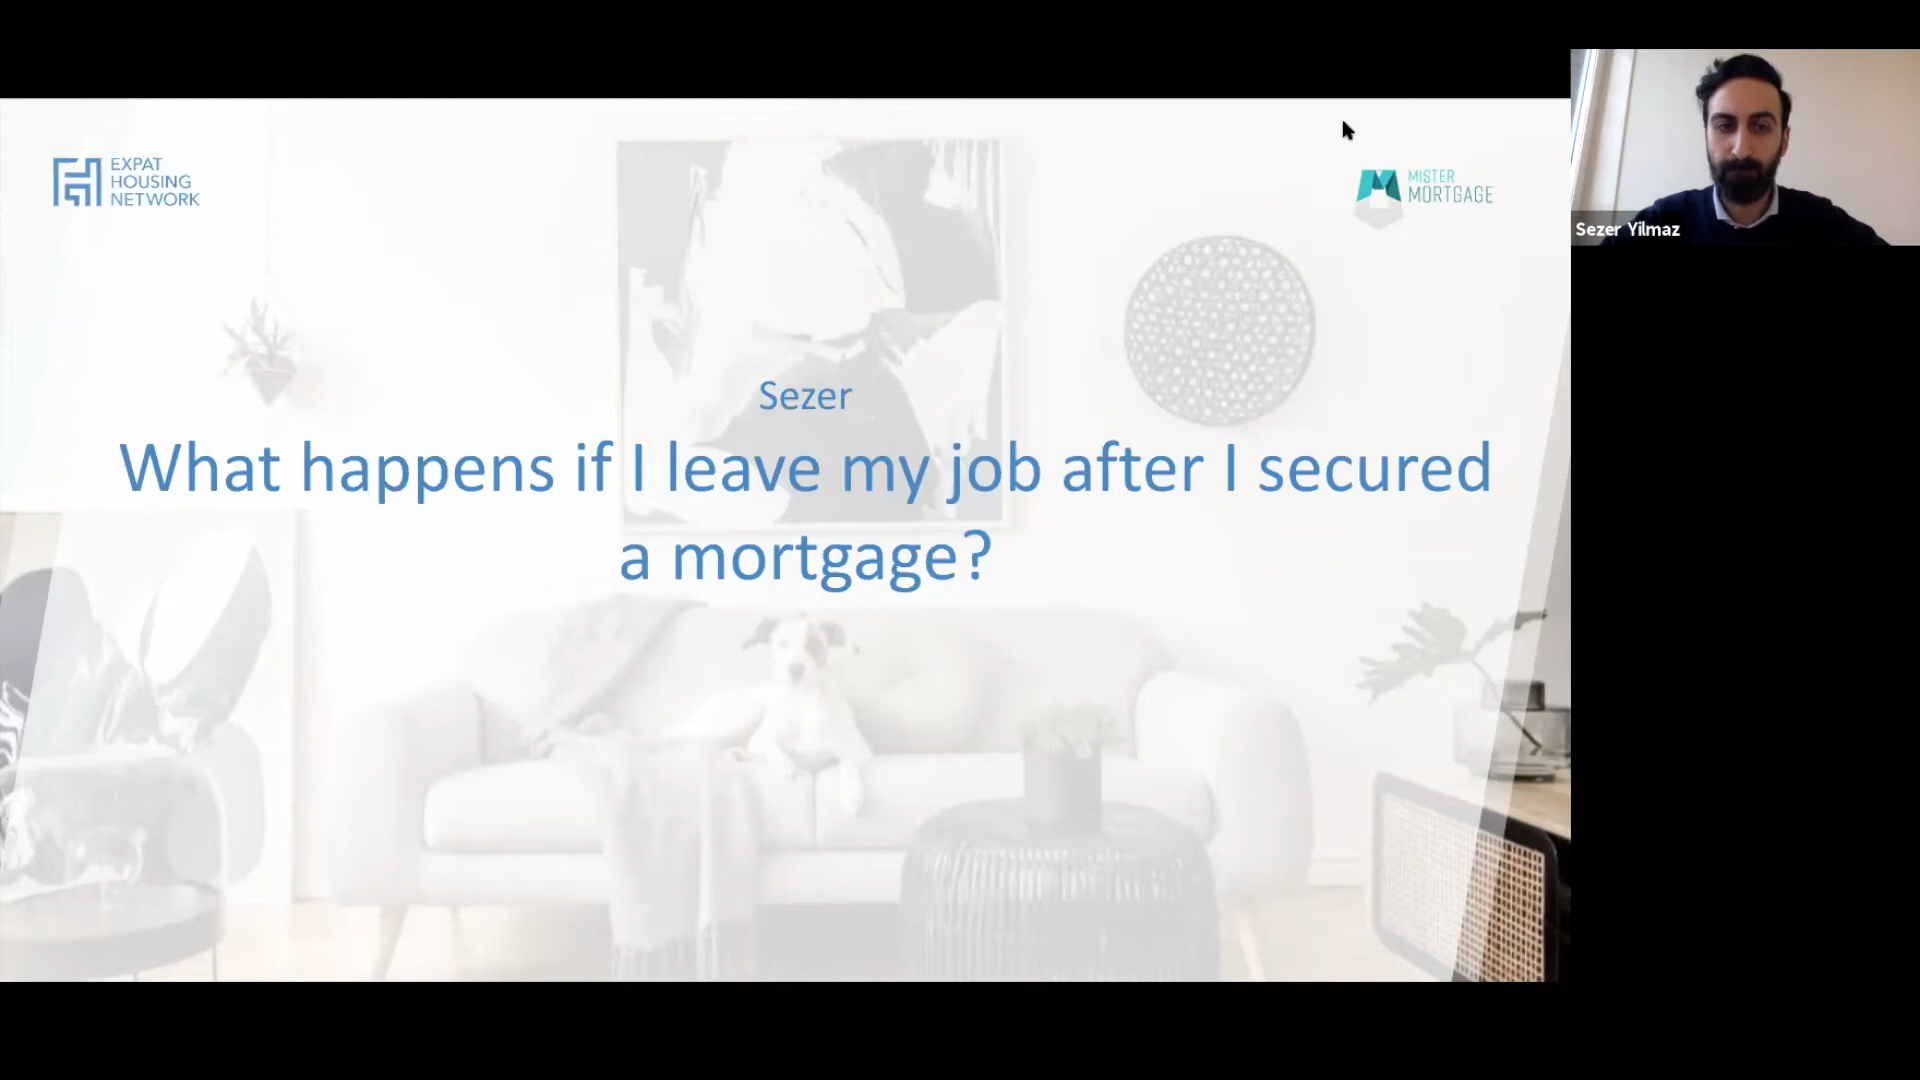 EXPAT
HOUSING
NETWORK
MISTER
MORTGAGE
Sezer Yilmaz
Sezer
What happens if I leave my job after I secured
a mortgage?